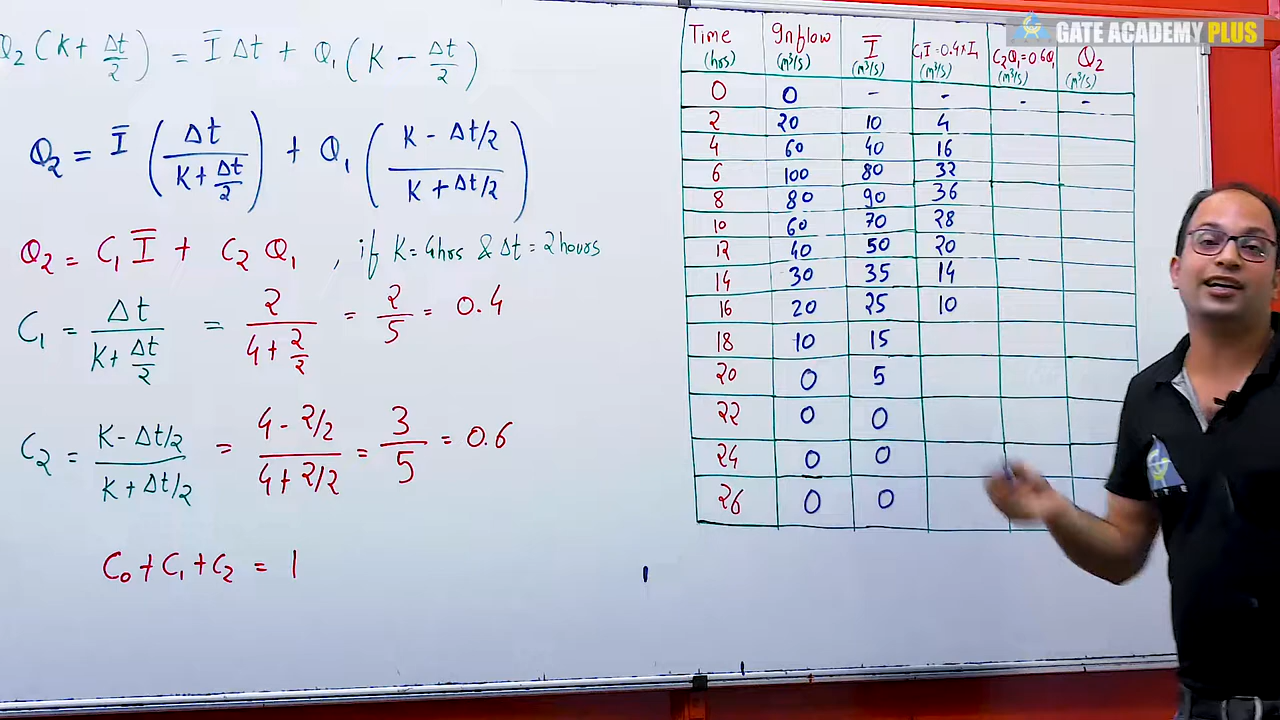 Q₂ (K + Δt/2) = Ī Δt + Q₁ (K − Δt/2)
Q₂ = Ī (Δt / (K + Δt/2)) + Q₁ ((K − Δt/2) / (K + Δt/2))
Q₂ = C₁ Ī + C₂ Q₁ , if K = 4hrs & Δt = 2 hours
C₁ = Δt / (K + Δt/2) = 2 / (4 + 2/2) = 2/5 = 0.4
C₂ = (K − Δt/2) / (K + Δt/2) = (4 − 2/2) / (4 + 2/2) = 3/5 = 0.6
C₀ + C₁ + C₂ = 1
GATE ACADEMY PLUS
Time (hrs) Inflow (m³/s) Ī (m³/s) C₁Ī = 0.4×I₁ (m³/s) C₂Q₁ = 0.6Q₁ (m³/s) Q₂ (m³/s)
0 0 - - - -
2 20 10 4
4 60 40 16
6 100 80 32
8 80 90 36
10 60 70 28
12 40 50 20
14 30 35 14
16 20 25 10
18 10 15
20 0 5
22 0 0
24 0 0
26 0 0